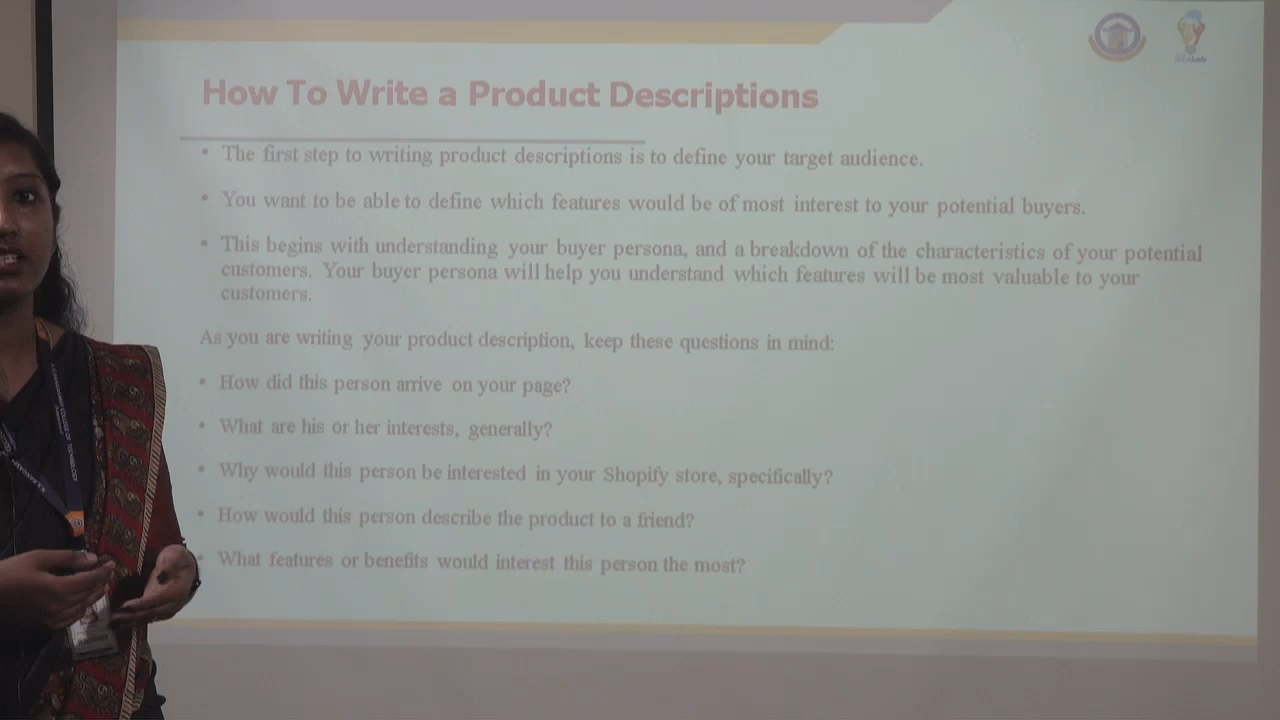 How To Write a Product Descriptions
• The first step to writing product descriptions is to define your target audience.
• You want to be able to define which features would be of most interest to your potential buyers.
• This begins with understanding your buyer persona, and a breakdown of the characteristics of your potential
customers. Your buyer persona will help you understand which features will be most valuable to your
customers.
As you are writing your product description, keep these questions in mind:
• How did this person arrive on your page?
• What are his or her interests, generally?
• Why would this person be interested in your Shopify store, specifically?
• How would this person describe the product to a friend?
• What features or benefits would interest this person the most?
COLLEGE OF TECHNOLOGY